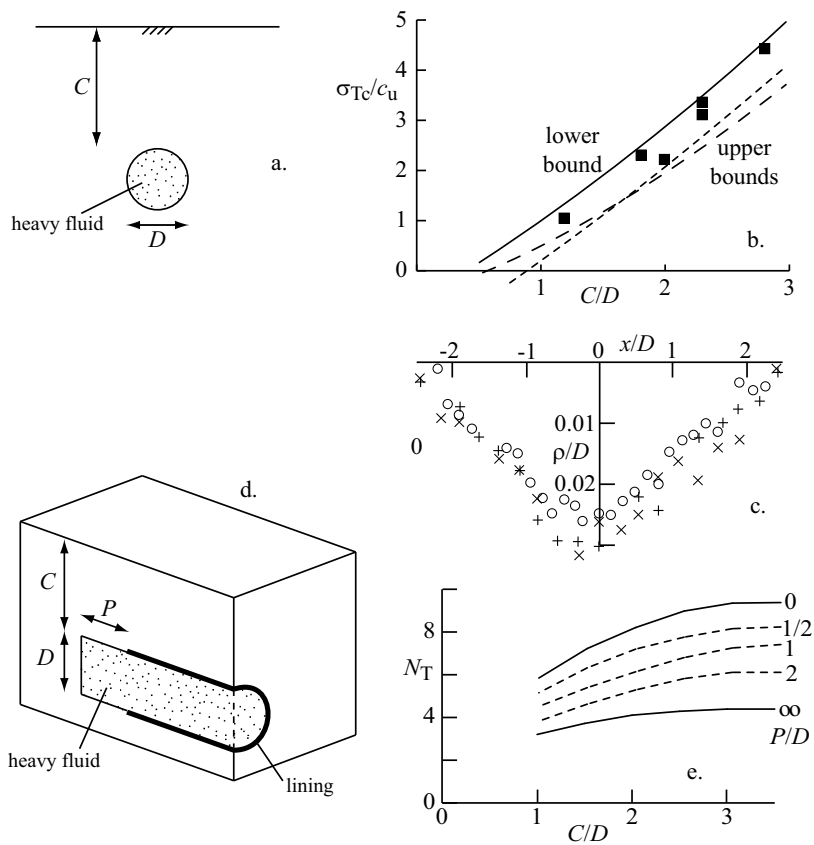 C
a.
heavy fluid
D
5
4
σTc/cu
3
2
1
0
lower
bound
upper
bounds
b.
1
2
3
C/D
-2
-1
0
1
2
x/D
0
0.01
ρ/D
0.02
c.
d.
C
P
D
heavy fluid
lining
8
NT
4
0
0
1/2
1
2
∞
P/D
e.
0
1
2
3
C/D